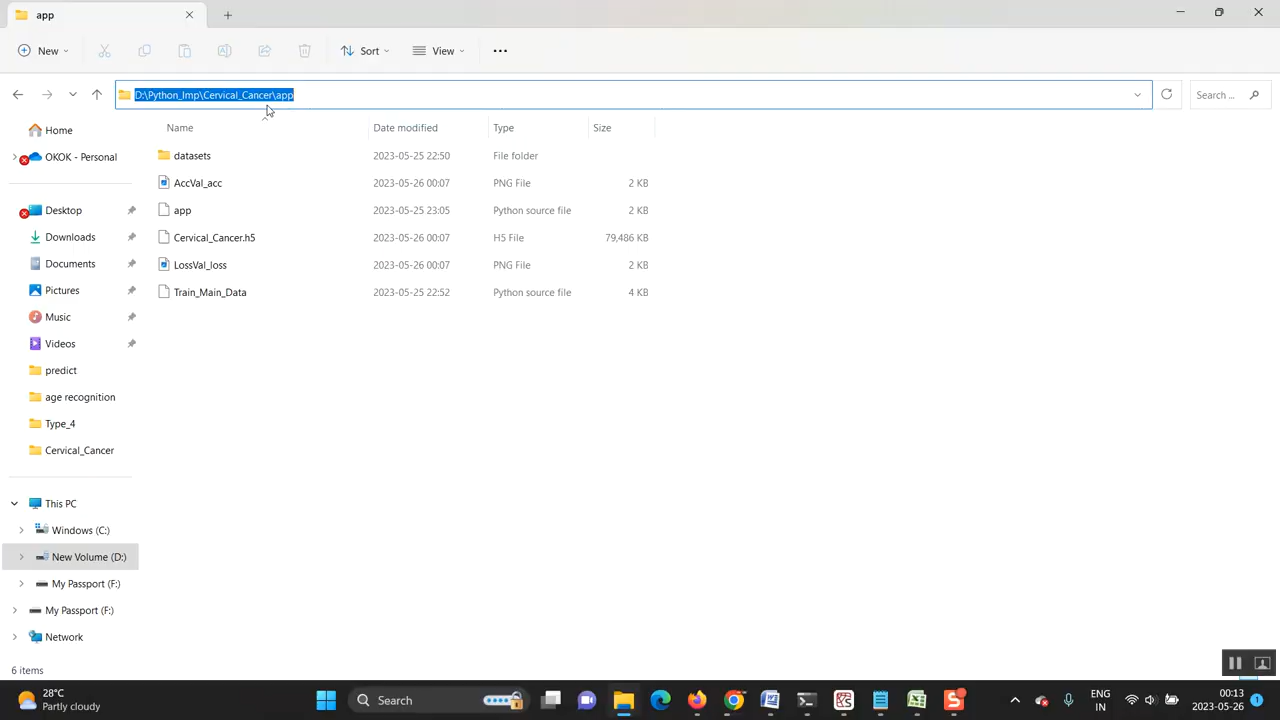 app
New
Sort
View
D:\Python_Imp\Cervical_Cancer\app
Search ...
Name Date modified Type Size
Home
OKOK - Personal
Desktop
Downloads
Documents
Pictures
Music
Videos
predict
age recognition
Type_4
Cervical_Cancer
This PC
Windows (C:)
New Volume (D:)
My Passport (F:)
My Passport (F:)
Network
datasets 2023-05-25 22:50 File folder
AccVal_acc 2023-05-26 00:07 PNG File 2 KB
app 2023-05-25 23:05 Python source file 2 KB
Cervical_Cancer.h5 2023-05-26 00:07 H5 File 79,486 KB
LossVal_loss 2023-05-26 00:07 PNG File 2 KB
Train_Main_Data 2023-05-25 22:52 Python source file 4 KB
6 items
28°C
Partly cloudy
Search
ENG
IN
00:13
2023-05-26
1